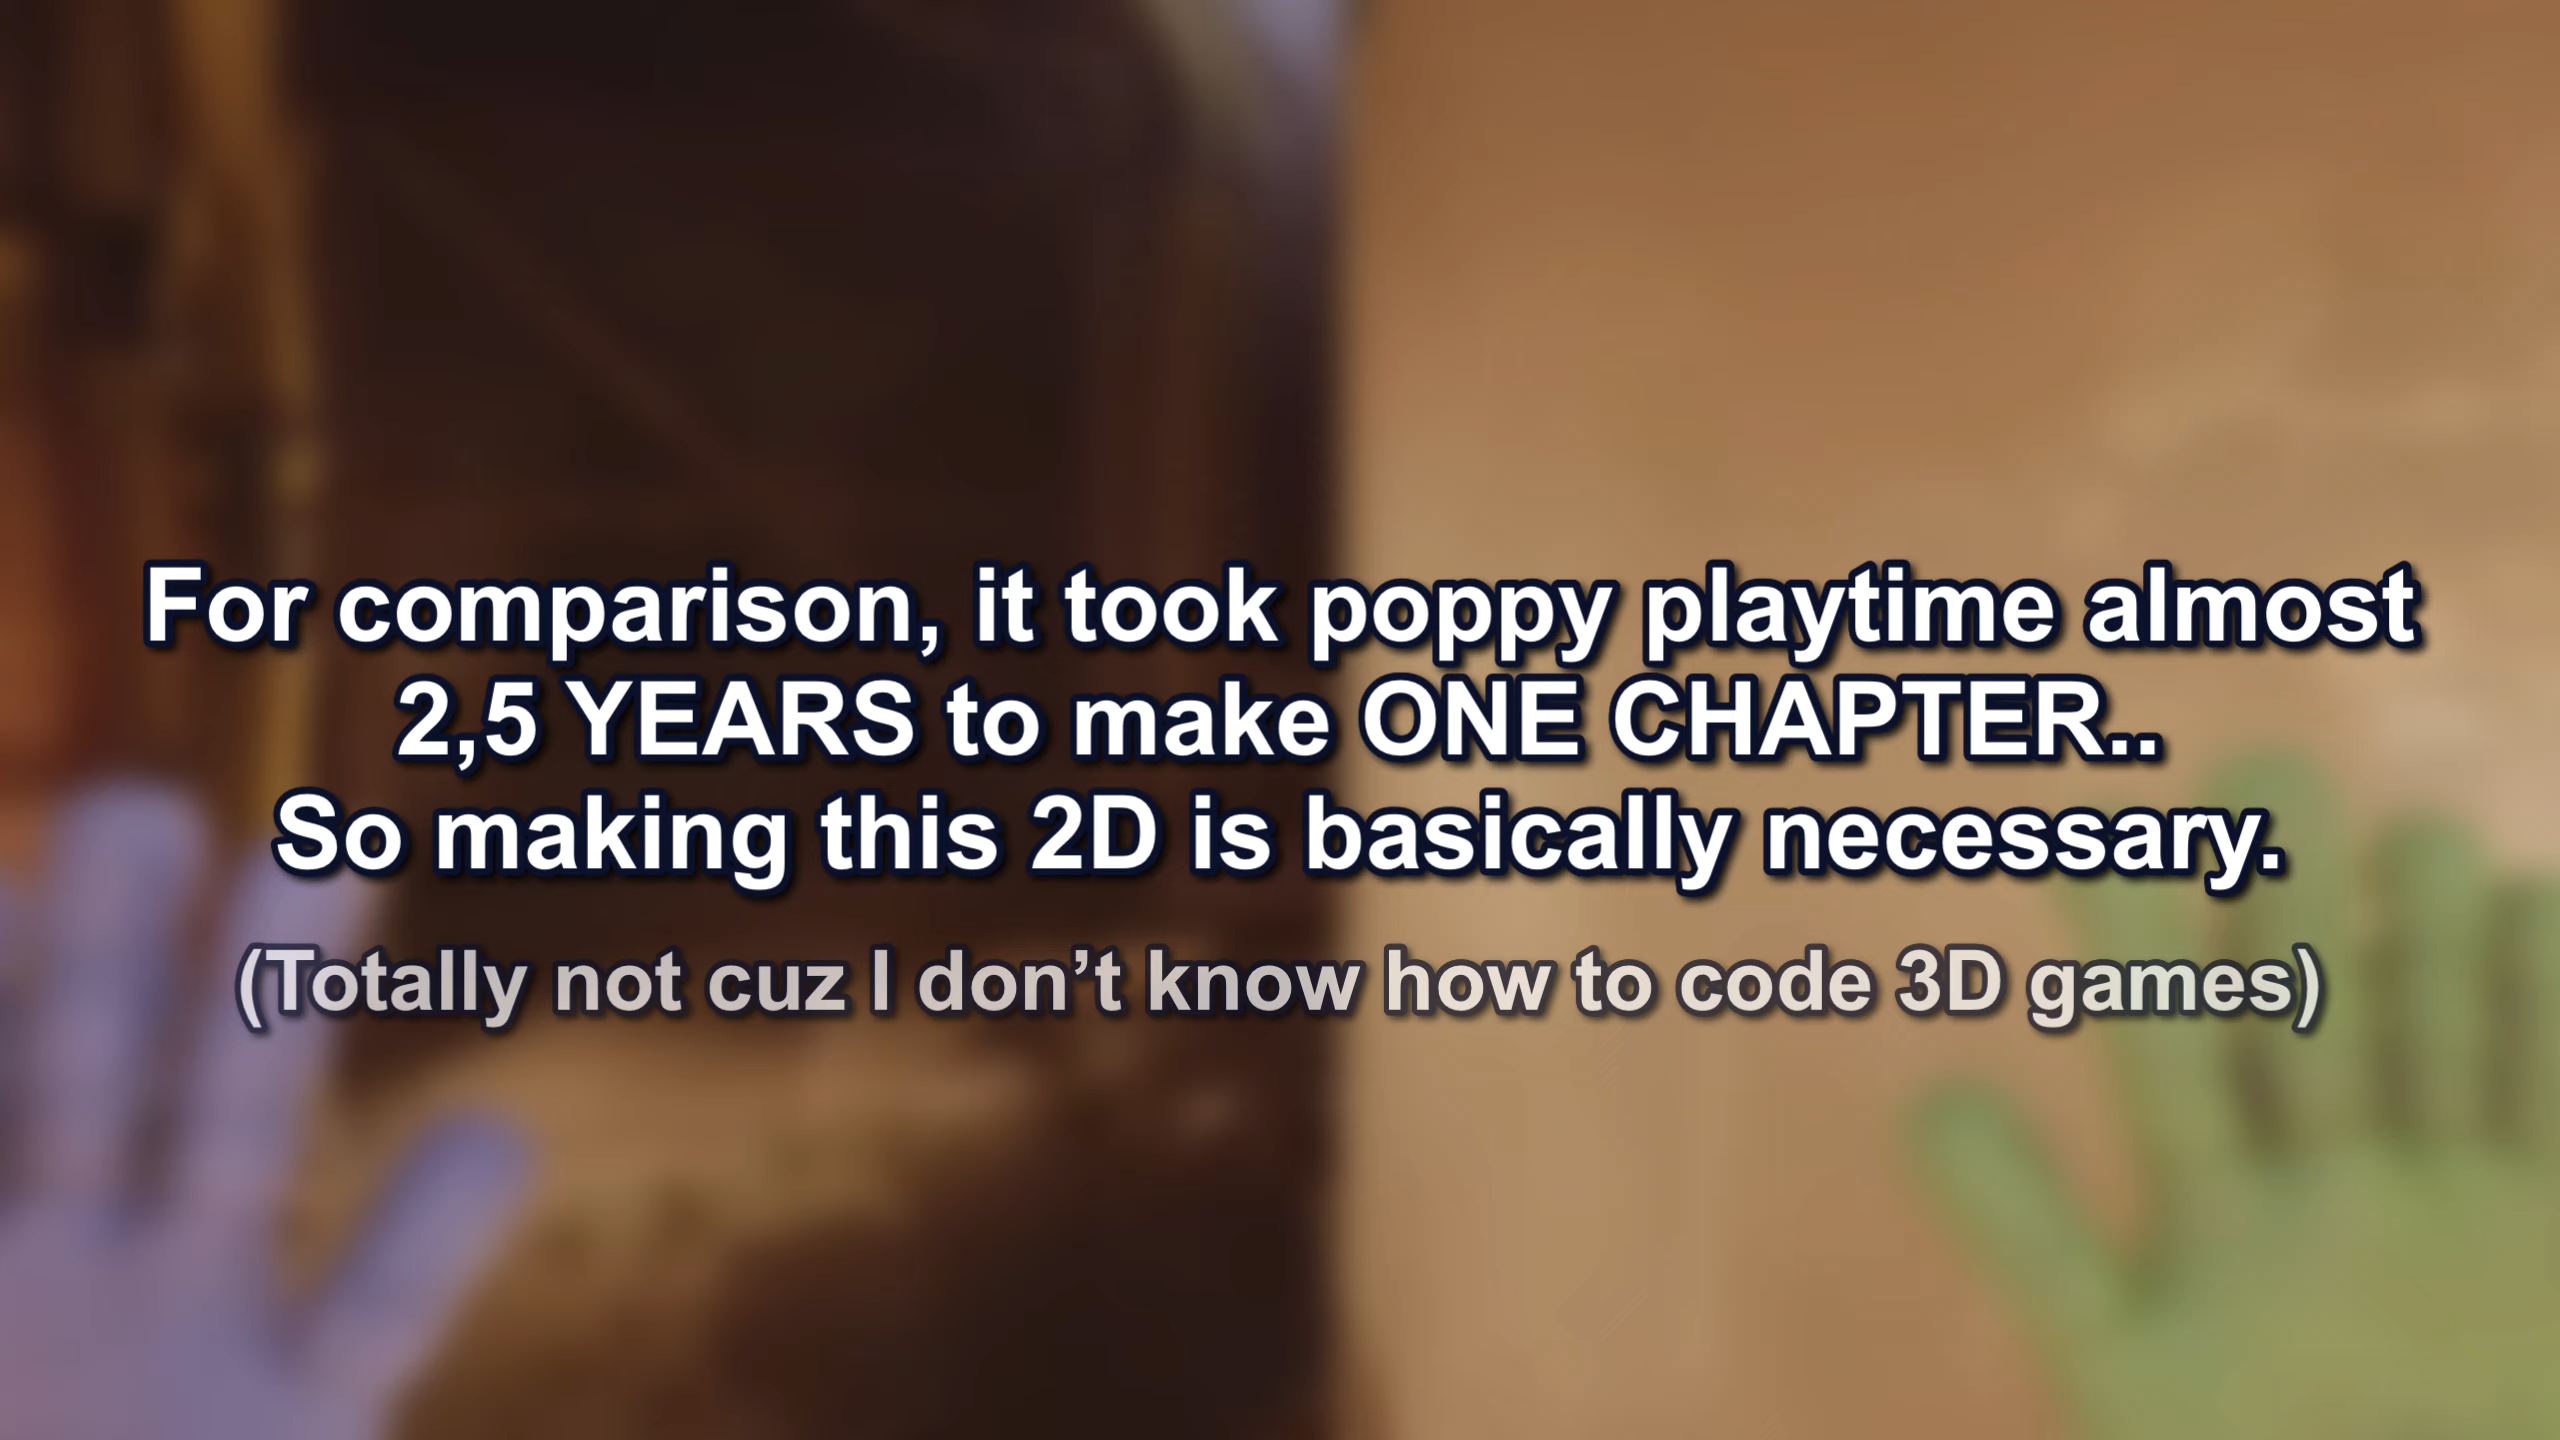 For comparison, it took poppy playtime almost
2,5 YEARS to make ONE CHAPTER..
So making this 2D is basically necessary.
(Totally not cuz I don’t know how to code 3D games)